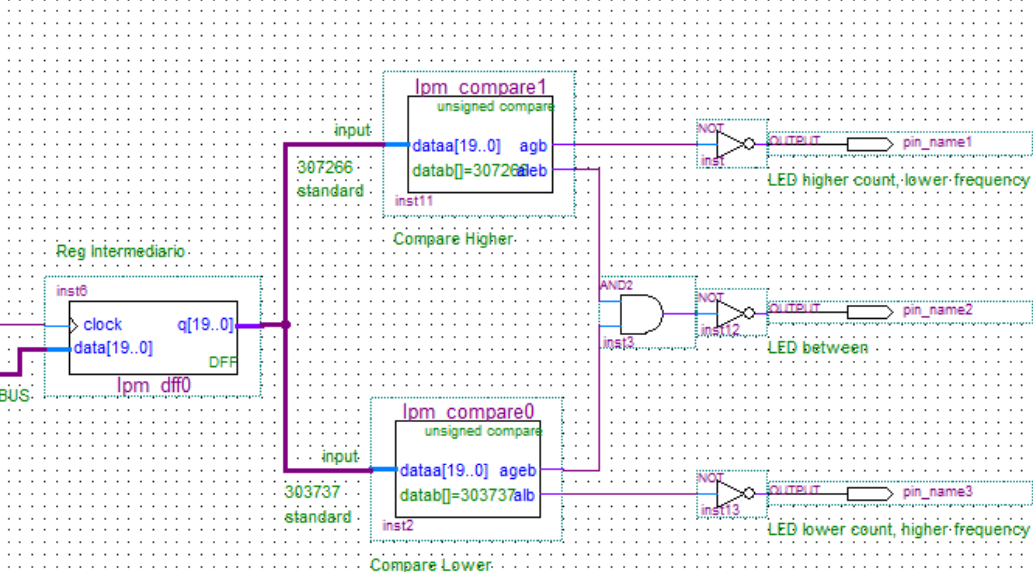 lpm_compare1
unsigned compare
input
dataa[19..0] agb
datab[]=307266 aleb
307266
standard
inst11
Compare Higher
NOT
inst
OUTPUT
pin_name1
LED higher count, lower frequency
Reg Intermediario
inst6
clock q[19..0]
data[19..0]
DFF
lpm_dff0
BUS
AND2
inst3
NOT
inst12
OUTPUT
pin_name2
LED between
lpm_compare0
unsigned compare
input
dataa[19..0] ageb
datab[]=303737 alb
303737
standard
inst2
Compare Lower
NOT
inst13
OUTPUT
pin_name3
LED lower count, higher frequency